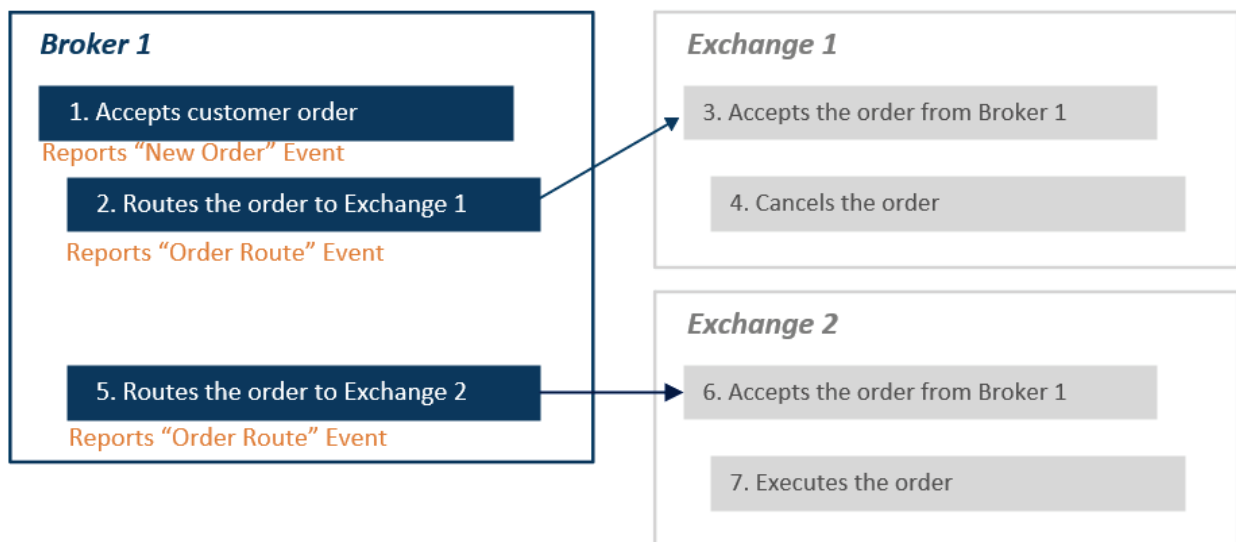 Broker 1
1. Accepts customer order
Reports “New Order” Event
2. Routes the order to Exchange 1
Reports “Order Route” Event
5. Routes the order to Exchange 2
Reports “Order Route” Event
Exchange 1
3. Accepts the order from Broker 1
4. Cancels the order
Exchange 2
6. Accepts the order from Broker 1
7. Executes the order